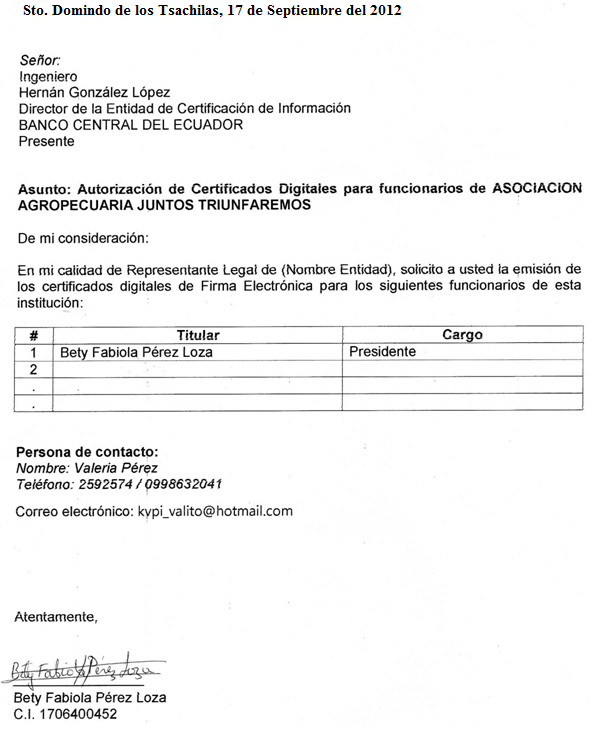 Sto. Domindo de los Tsachilas, 17 de Septiembre del 2012
Señor:
Ingeniero
Hernán González López
Director de la Entidad de Certificación de Información
BANCO CENTRAL DEL ECUADOR
Presente
Asunto: Autorización de Certificados Digitales para funcionarios de ASOCIACION
AGROPECUARIA JUNTOS TRIUNFAREMOS
De mi consideración:
En mi calidad de Representante Legal de (Nombre Entidad), solicito a usted la emisión de
los certificados digitales de Firma Electrónica para los siguientes funcionarios de esta
institución:
# Titular Cargo
1 Bety Fabiola Pérez Loza Presidente
2
.
.
Persona de contacto:
Nombre: Valeria Pérez
Teléfono: 2592574 / 0998632041
Correo electrónico: kypi_valito@hotmail.com
Atentamente,
Bety Fabiola Pérez Loza
Bety Fabiola Pérez Loza
C.I. 1706400452